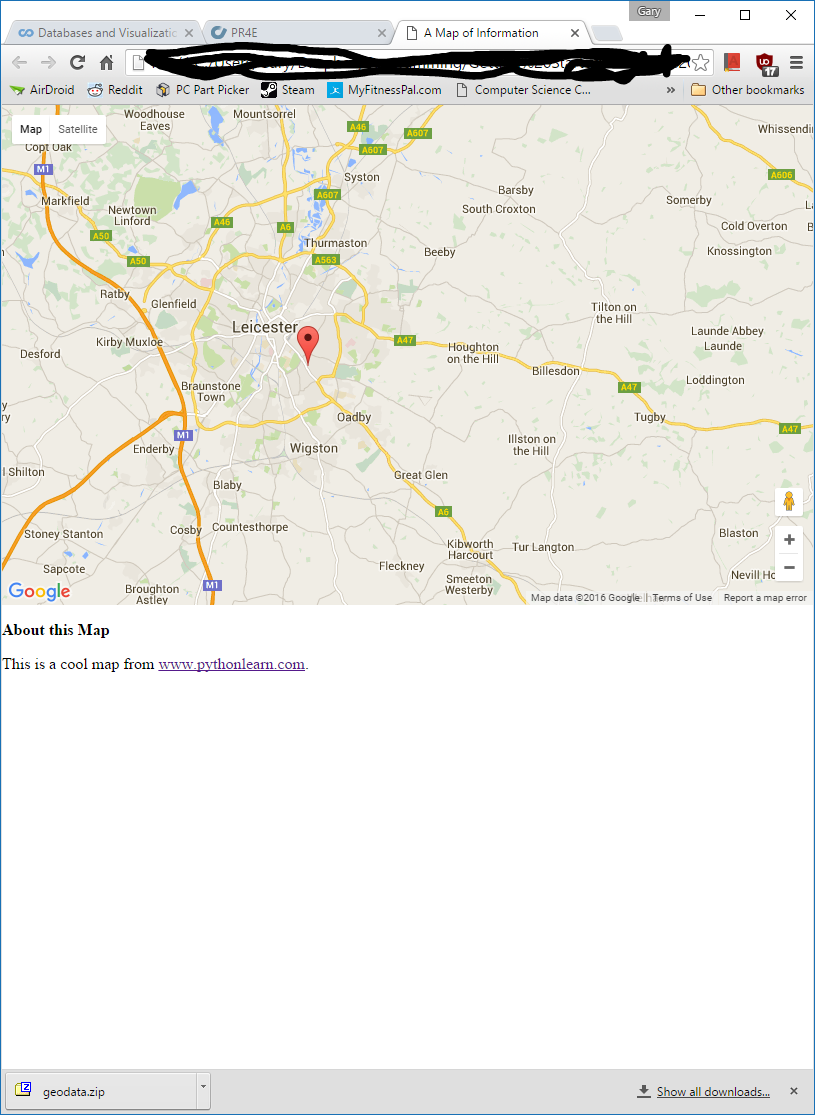 Gary
Databases and Visualizatic
PR4E
A Map of Information
17
AirDroid
Reddit
PC Part Picker
Steam
MyFitnessPal.com
Computer Science C...
»
Other bookmarks
Map
Satellite
Woodhouse
Eaves
Mountsorrel
A46
A607
A607
Whissendin
Copt Oak
M1
Syston
A606
Markfield
A607
Barsby
Somerby
Newtown
Linford
A46
A6
South Croxton
Cold Overton
A50
Thurmaston
Beeby
Knossington
A50
A563
Ratby
Glenfield
Tilton on
the Hill
Leicester
Launde Abbey
Launde
Kirby Muxloe
A47
Houghton
on the Hill
Desford
Billesdon
Loddington
Braunstone
Town
A47
Oadby
Tugby
A47
M1
Enderby
Wigston
Illston on
the Hill
l Shilton
Great Glen
Blaby
A6
Stoney Stanton
Cosby
Countesthorpe
Blaston
Kibworth
Harcourt
Tur Langton
Sapcote
Fleckney
Nevill Ho
M1
Broughton
Astley
Smeeton
Westerby
Google
Map data ©2016 Google
Terms of Use
Report a map error
About this Map
This is a cool map from www.pythonlearn.com.
geodata.zip
Show all downloads...